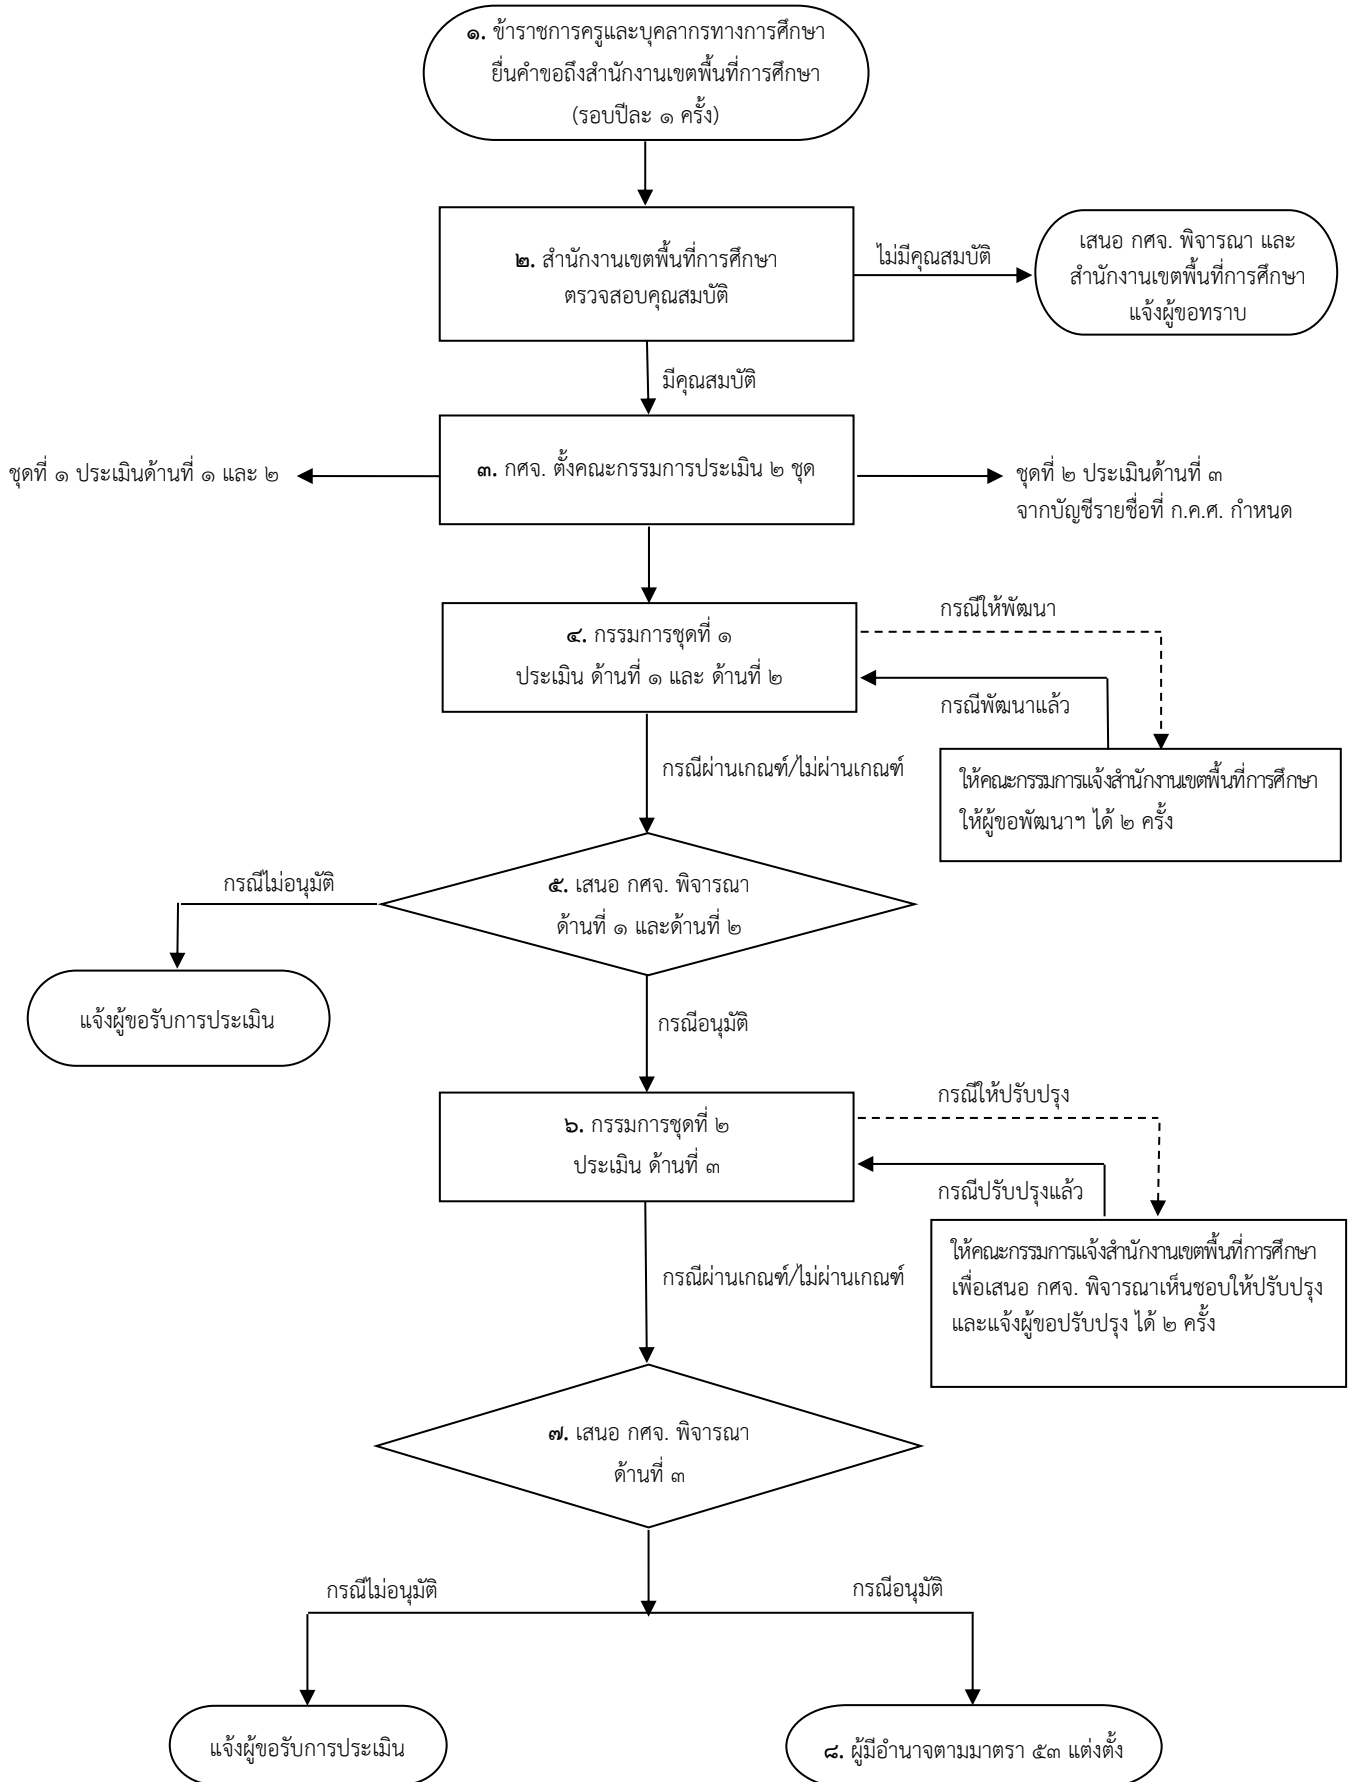 ๑. ข้าราชการครูและบุคลากรทางการศึกษา
ยื่นคำขอถึงสำนักงานเขตพื้นที่การศึกษา
(รอบปีละ ๑ ครั้ง)
๒. สำนักงานเขตพื้นที่การศึกษา
ตรวจสอบคุณสมบัติ
ไม่มีคุณสมบัติ
เสนอ กศจ. พิจารณา และ
สำนักงานเขตพื้นที่การศึกษา
แจ้งผู้ขอทราบ
มีคุณสมบัติ
ชุดที่ ๑ ประเมินด้านที่ ๑ และ ๒
๓. กศจ. ตั้งคณะกรรมการประเมิน ๒ ชุด
ชุดที่ ๒ ประเมินด้านที่ ๓
จากบัญชีรายชื่อที่ ก.ค.ศ. กำหนด
๔. กรรมการชุดที่ ๑
ประเมิน ด้านที่ ๑ และ ด้านที่ ๒
กรณีให้พัฒนา
กรณีพัฒนาแล้ว
ให้คณะกรรมการแจ้งสำนักงานเขตพื้นที่การศึกษา
ให้ผู้ขอพัฒนาฯ ได้ ๒ ครั้ง
กรณีผ่านเกณฑ์/ไม่ผ่านเกณฑ์
๕. เสนอ กศจ. พิจารณา
ด้านที่ ๑ และด้านที่ ๒
กรณีไม่อนุมัติ
แจ้งผู้ขอรับการประเมิน
กรณีอนุมัติ
๖. กรรมการชุดที่ ๒
ประเมิน ด้านที่ ๓
กรณีให้ปรับปรุง
กรณีปรับปรุงแล้ว
ให้คณะกรรมการแจ้งสำนักงานเขตพื้นที่การศึกษา
เพื่อเสนอ กศจ. พิจารณาเห็นชอบให้ปรับปรุง
และแจ้งผู้ขอปรับปรุง ได้ ๒ ครั้ง
กรณีผ่านเกณฑ์/ไม่ผ่านเกณฑ์
๗. เสนอ กศจ. พิจารณา
ด้านที่ ๓
กรณีไม่อนุมัติ
กรณีอนุมัติ
แจ้งผู้ขอรับการประเมิน
๘. ผู้มีอำนาจตามมาตรา ๕๓ แต่งตั้ง